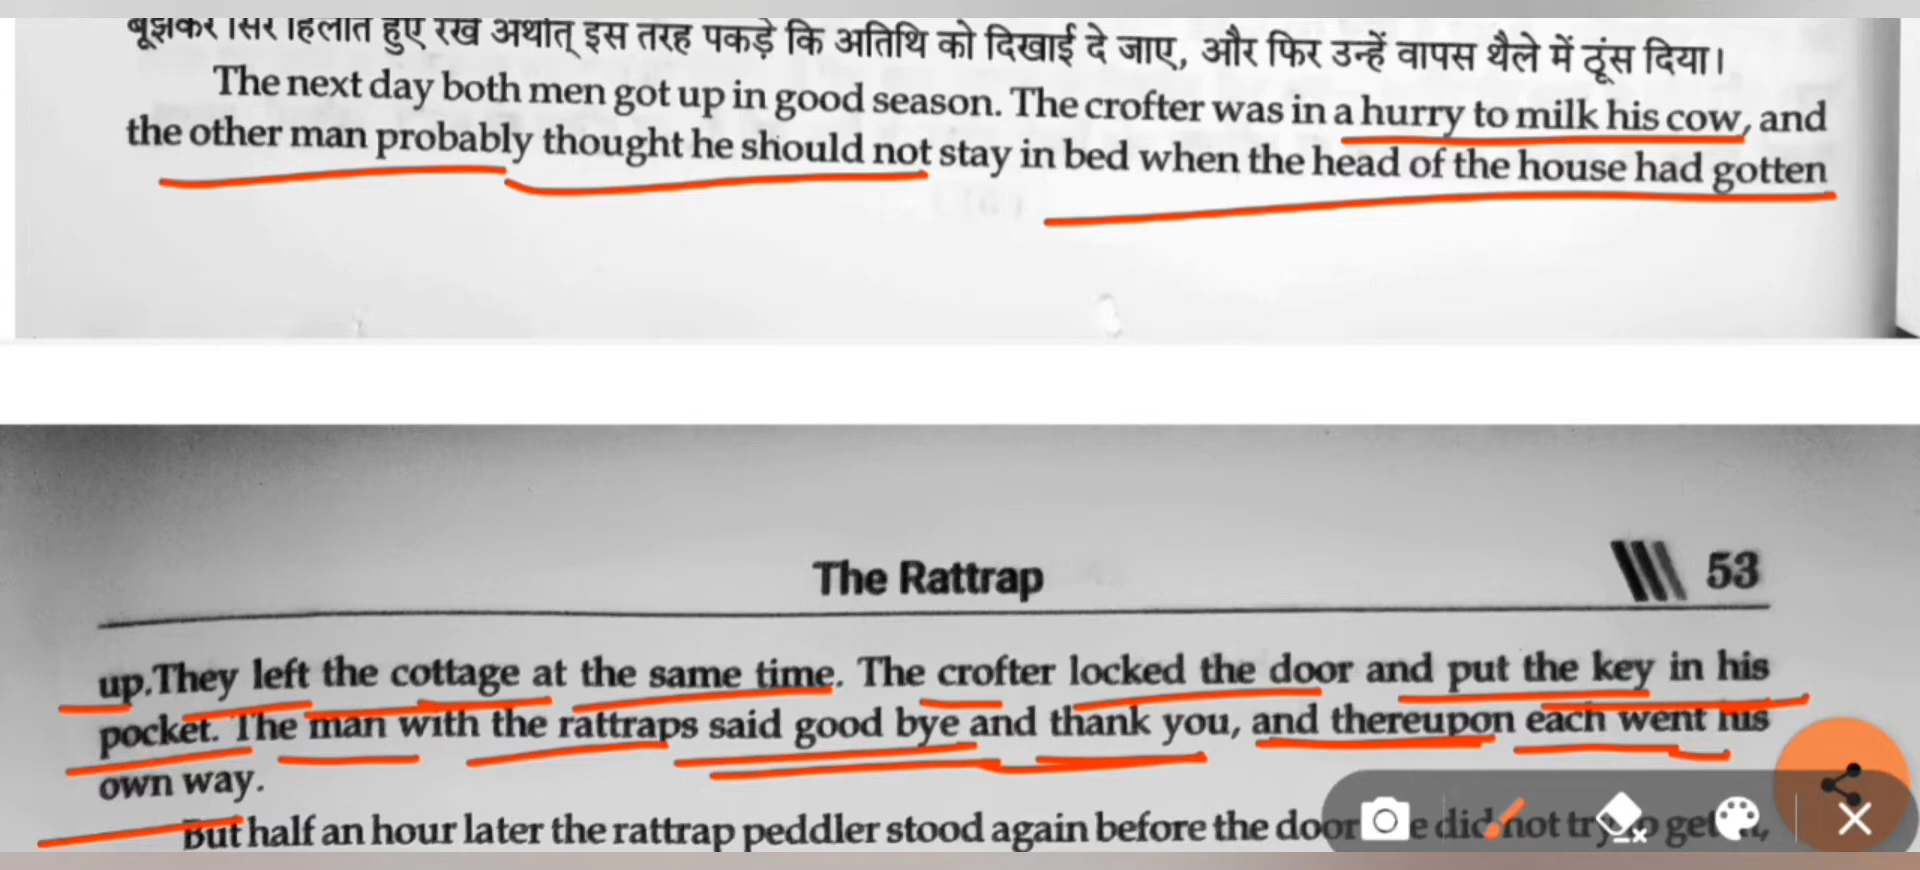 बूझकर सिर हिलाते हुए रखे अर्थात् इस तरह पकड़े कि अतिथि को दिखाई दे जाए, और फिर उन्हें वापस थैले में ठूंस दिया।
The next day both men got up in good season. The crofter was in a hurry to milk his cow, and
the other man probably thought he should not stay in bed when the head of the house had gotten
The Rattrap 53
up.They left the cottage at the same time. The crofter locked the door and put the key in his
pocket. The man with the rattraps said good bye and thank you, and thereupon each went his
own way.
But half an hour later the rattrap peddler stood again before the door did not